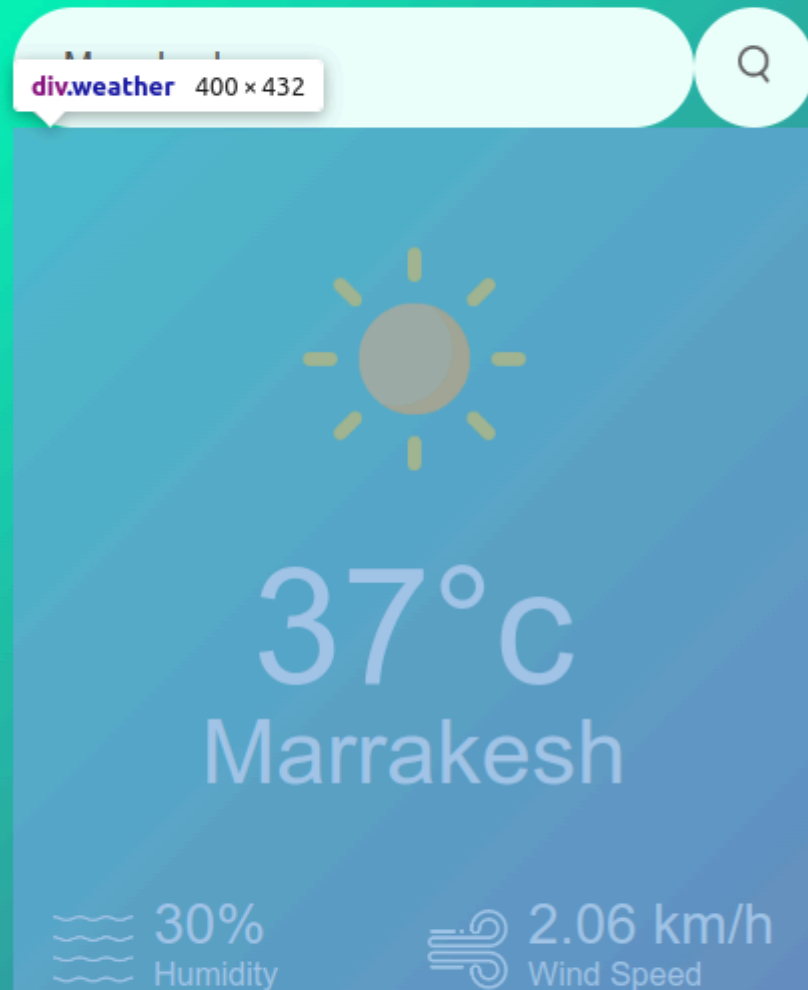 div.weather 400 × 432
37°c
Marrakesh
30%
Humidity
2.06 km/h
Wind Speed